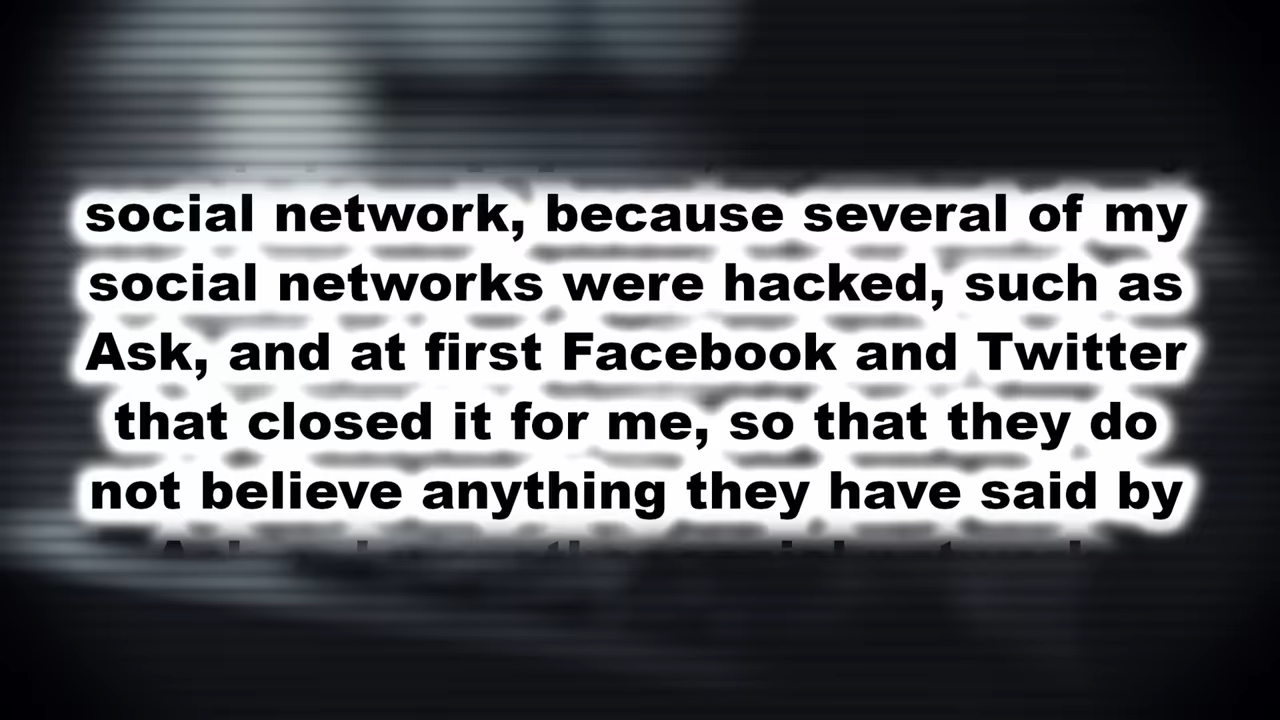 social network, because several of my
social networks were hacked, such as
Ask, and at first Facebook and Twitter
that closed it for me, so that they do
not believe anything they have said by